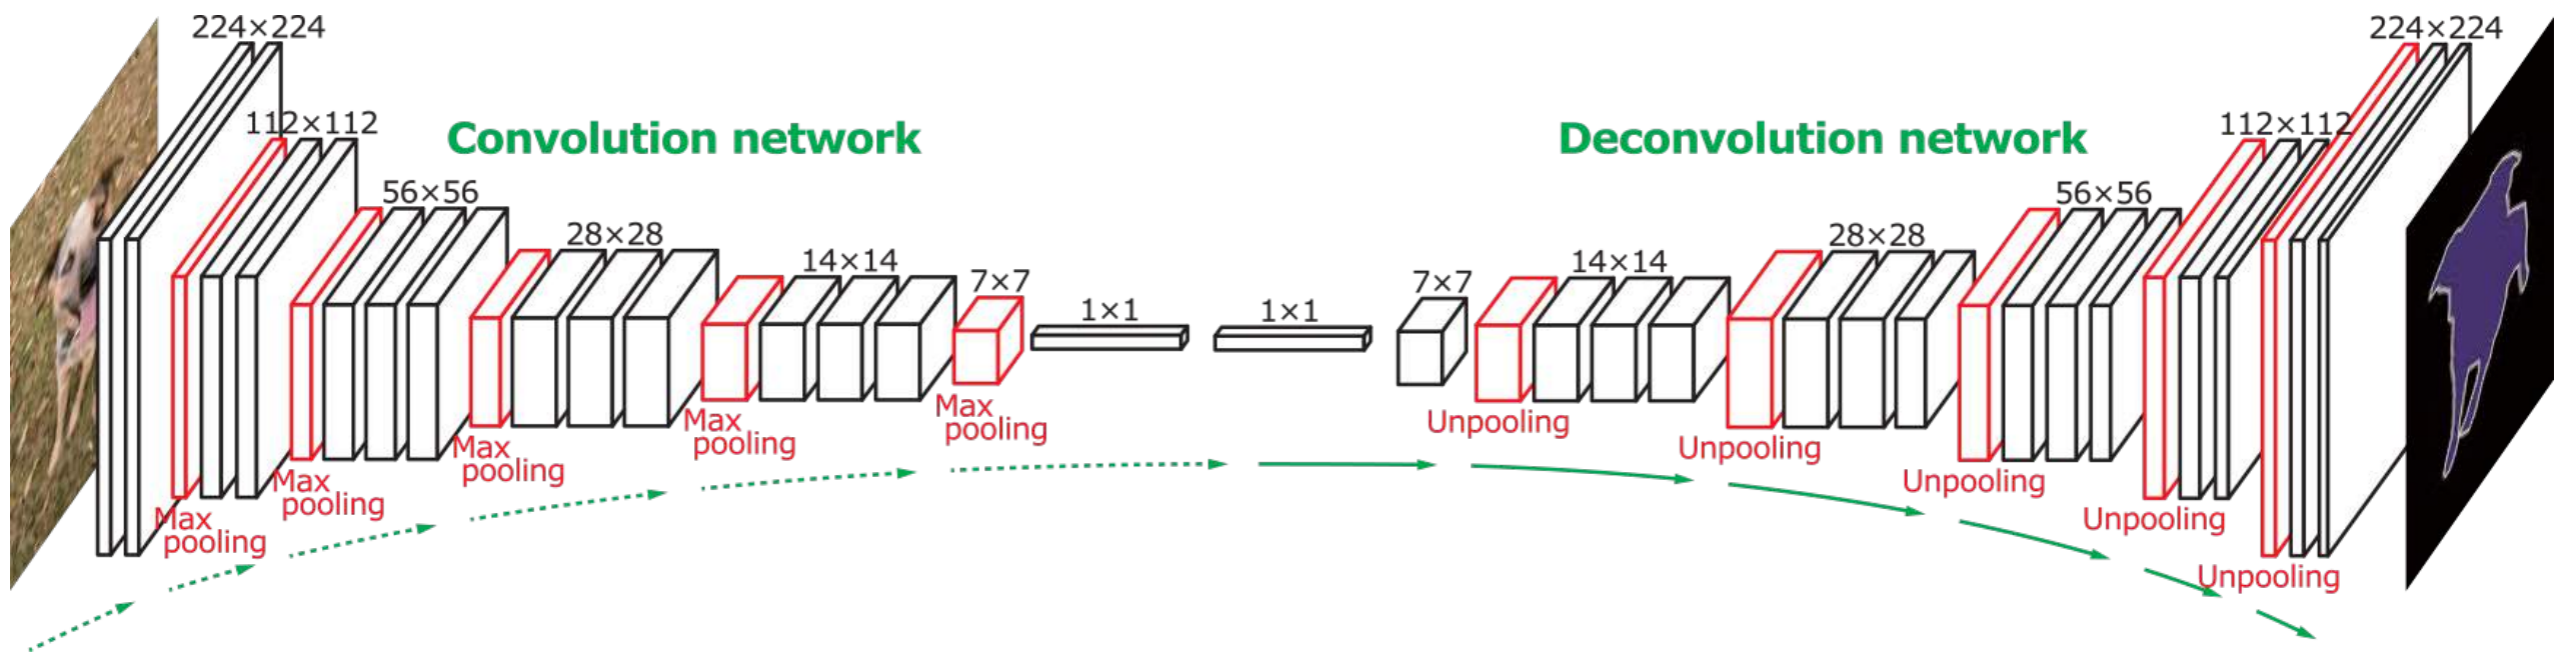 224×224
112×112
56×56
28×28
14×14
7×7
1×1
1×1
7×7
14×14
28×28
56×56
112×112
224×224
Convolution network
Deconvolution network
Max
pooling
Max
pooling
Max
pooling
Max
pooling
Max
pooling
Unpooling
Unpooling
Unpooling
Unpooling
Unpooling